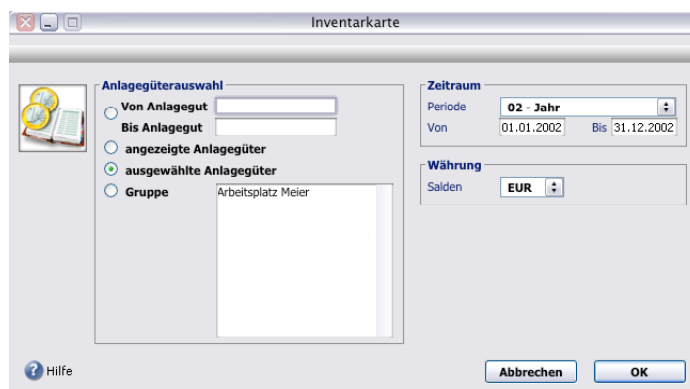 Inventarkarte
Anlagegüterauswahl
Von Anlagegut
Bis Anlagegut
angezeigte Anlagegüter
ausgewählte Anlagegüter
Gruppe
Arbeitsplatz Meier
Zeitraum
Periode 02 - Jahr
Von 01.01.2002 Bis 31.12.2002
Währung
Salden EUR
Hilfe
Abbrechen
OK